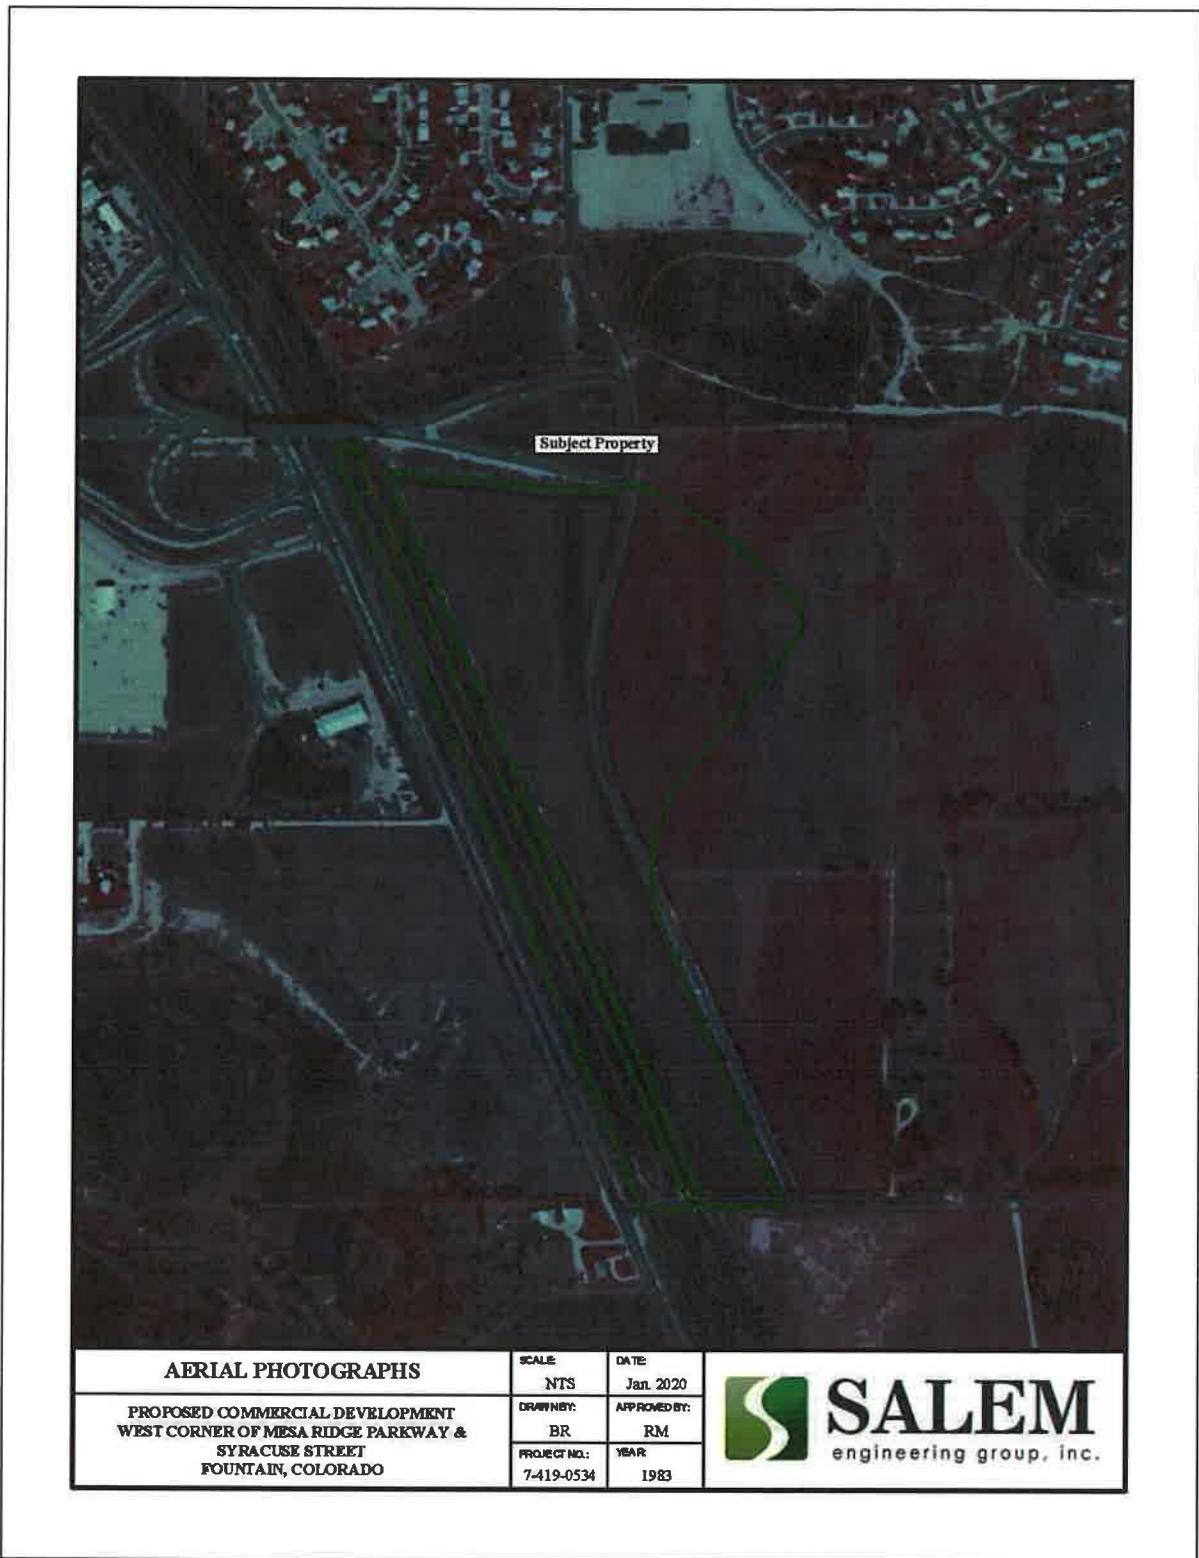 Subject Property
AERIAL PHOTOGRAPHS
PROPOSED COMMERCIAL DEVELOPMENT
WEST CORNER OF MESA RIDGE PARKWAY &
SYRACUSE STREET
FOUNTAIN, COLORADO
SCALE:
NTS
DATE:
Jan. 2020
DRAWN BY:
BR
APPROVED BY:
RM
PROJECT NO.:
7-419-0534
YEAR:
1983
SALEM
engineering group, inc.